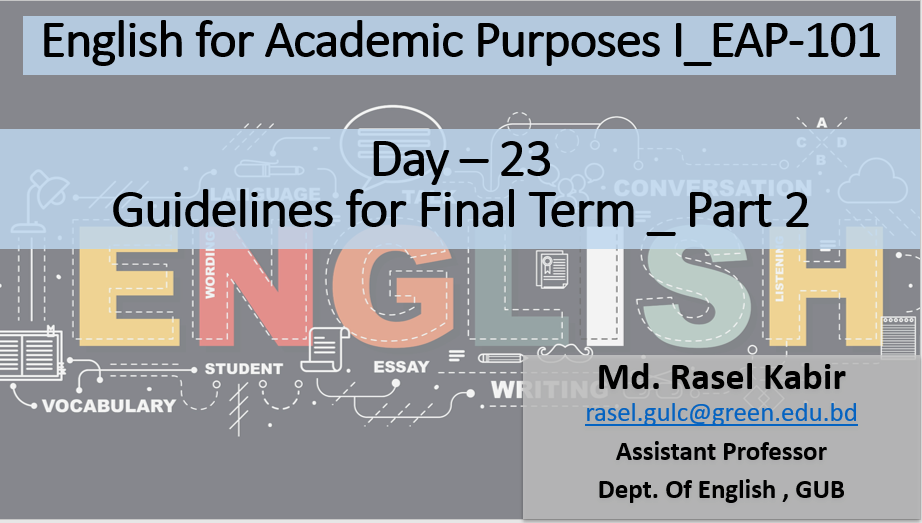 English for Academic Purposes I_EAP-101
Day – 23
Guidelines for Final Term _ Part 2
LANGUAGE
TALK
CONVERSATION
A
C D
B
ENGLISH
WORDING
LISTENING
STUDENT
ESSAY
VOCABULARY
WRITING
Md. Rasel Kabir
rasel.gulc@green.edu.bd
Assistant Professor
Dept. Of English , GUB